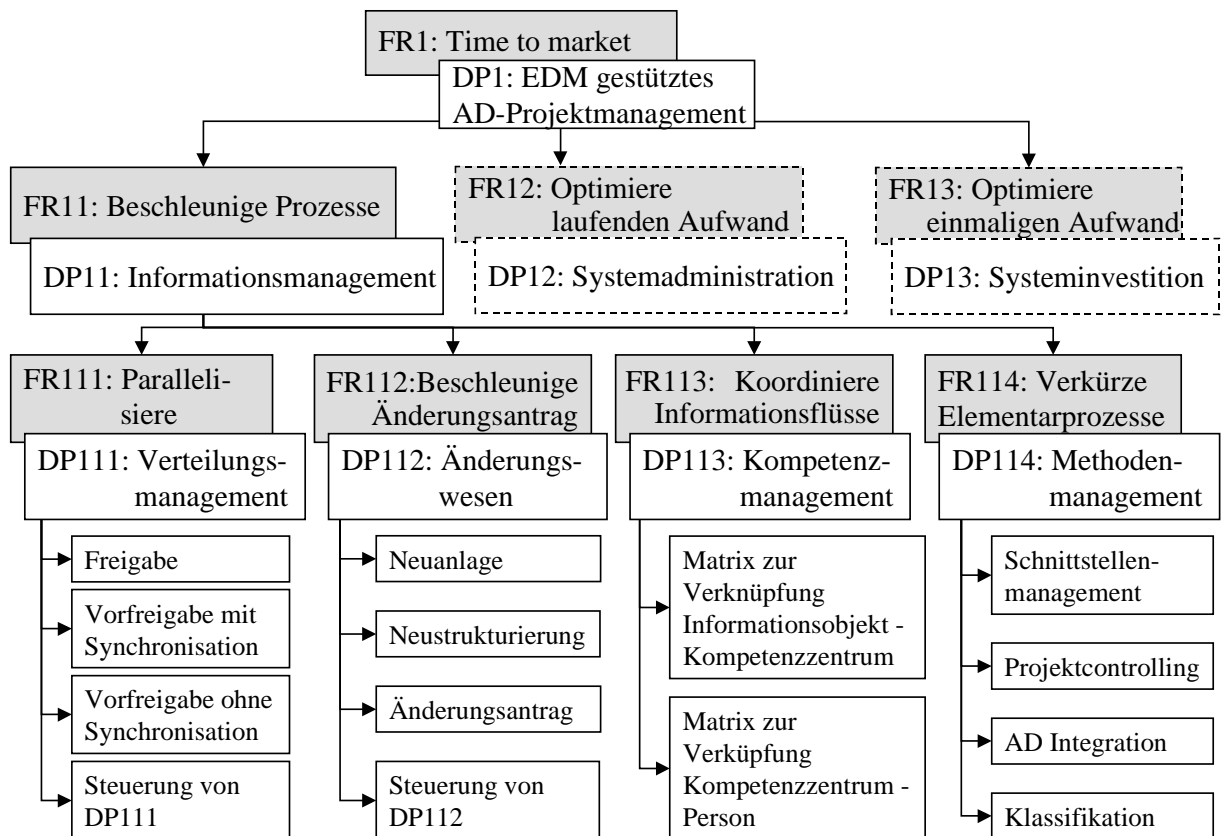 FR1: Time to market
DP1: EDM gestütztes
AD-Projektmanagement
FR11: Beschleunige Prozesse
DP11: Informationsmanagement
FR12: Optimiere
laufenden Aufwand
DP12: Systemadministration
FR13: Optimiere
einmaligen Aufwand
DP13: Systeminvestition
FR111: Paralleli-
siere
DP111: Verteilungs-
management
Freigabe
Vorfreigabe mit
Synchronisation
Vorfreigabe ohne
Synchronisation
Steuerung von
DP111
FR112:Beschleunige
Änderungsantrag
DP112: Änderungs-
wesen
Neuanlage
Neustrukturierung
Änderungsantrag
Steuerung von
DP112
FR113: Koordiniere
Informationsflüsse
DP113: Kompetenz-
management
Matrix zur
Verknüpfung
Informationsobjekt -
Kompetenzzentrum
Matrix zur
Verküpfung
Kompetenzzentrum -
Person
FR114: Verkürze
Elementarprozesse
DP114: Methoden-
management
Schnittstellen-
management
Projektcontrolling
AD Integration
Klassifikation